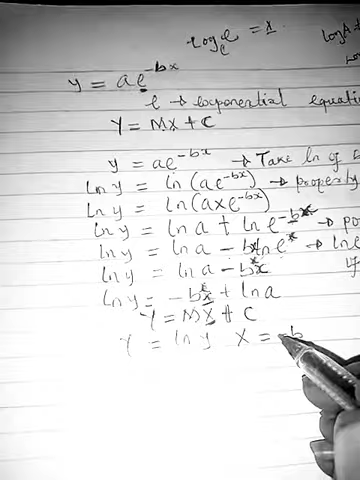 log_e e^x = x
log A +
y = ae^-bx
e → exponential equation
Y = MX + C
y = ae^-bx → Take ln of
ln y = ln (ae^-bx) → property
ln y = ln (a x e^-bx)
ln y = ln a + ln e^-bx →
ln y = ln a - bx ln e → ln e
ln y = ln a - bx
ln y = -bx + ln a
Y = MX + C
Y = ln y X = -b